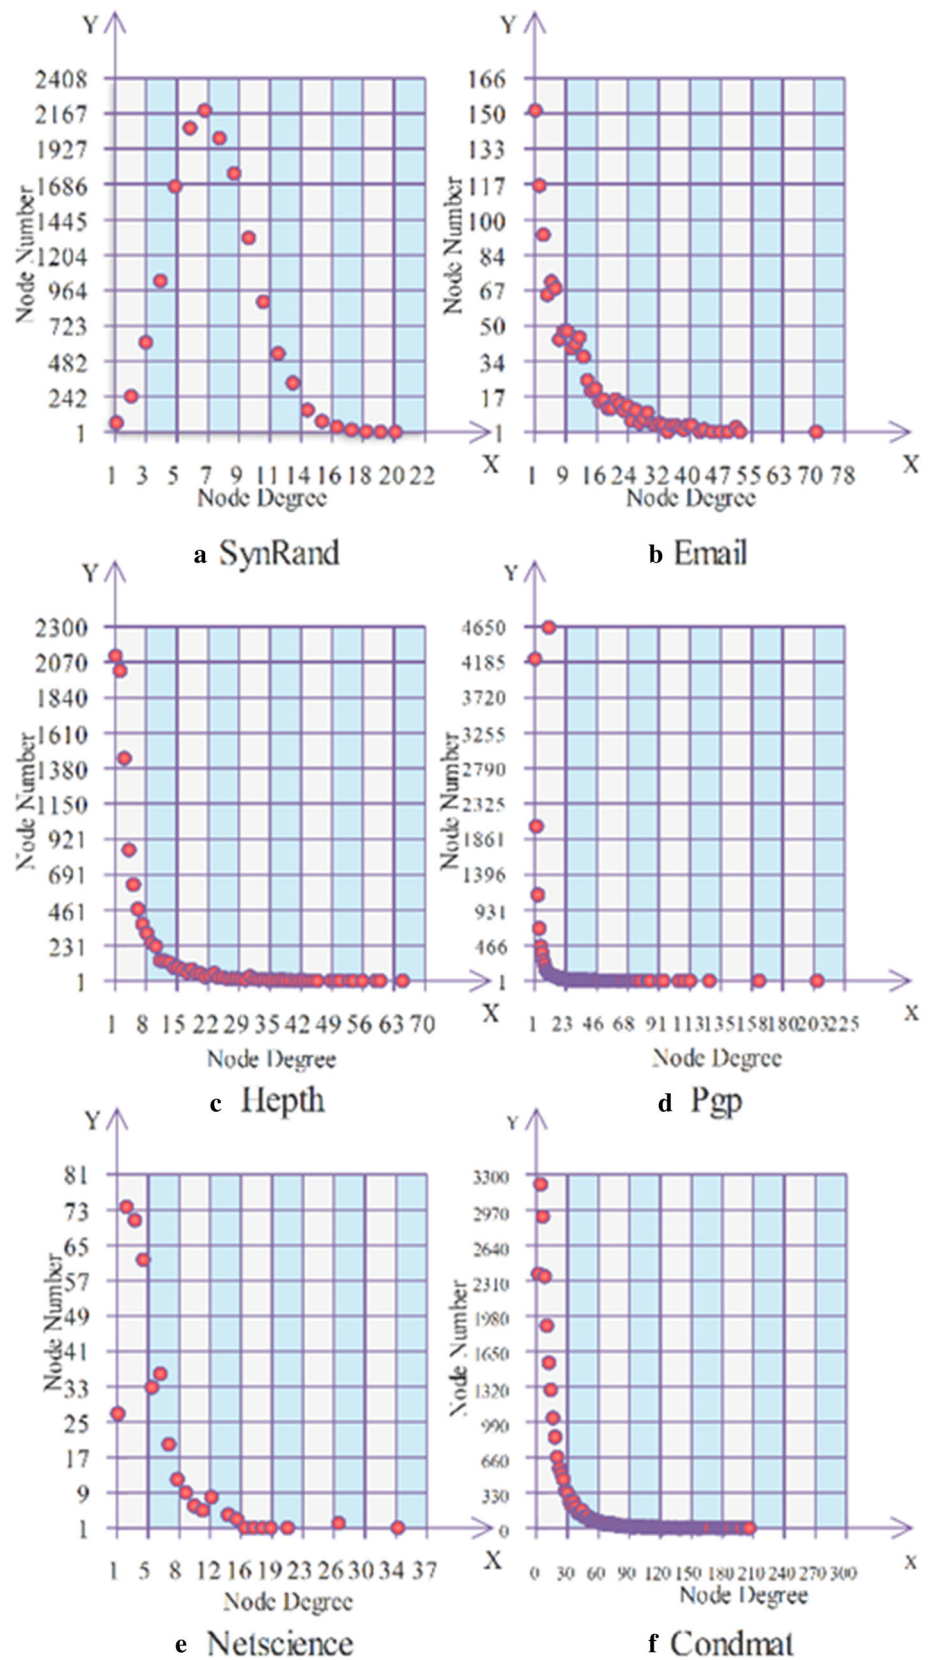 Y Y
2408 166
2167 150
1927 133
1686 117
1445 100
1204 84
964 67
723 50
482 34
242 17
1 1
Node Number Node Number
X X
1 3 5 7 9 11 14 16 18 20 22 1 9 16 24 32 40 47 55 63 70 78
Node Degree Node Degree
a SynRand b Email
Y Y
2300 4650
2070 4185
1840 3720
1610 3255
1380 2790
1150 2325
921 1861
691 1396
461 931
231 466
1 1
Node Number Node Number
X X
1 8 15 22 29 35 42 49 56 63 70 1 23 46 68 91 113 135 158 180 203 225
Node Degree Node Degree
c Hepth d Pgp
Y Y
81 3300
73 2970
65 2640
57 2310
49 1980
41 1650
33 1320
25 990
17 660
9 330
1 0
Node Number Node Number
X X
1 5 8 12 16 19 23 26 30 34 37 0 30 60 90 120 150 180 210 240 270 300
Node Degree Node Degree
e Netscience f Condmat